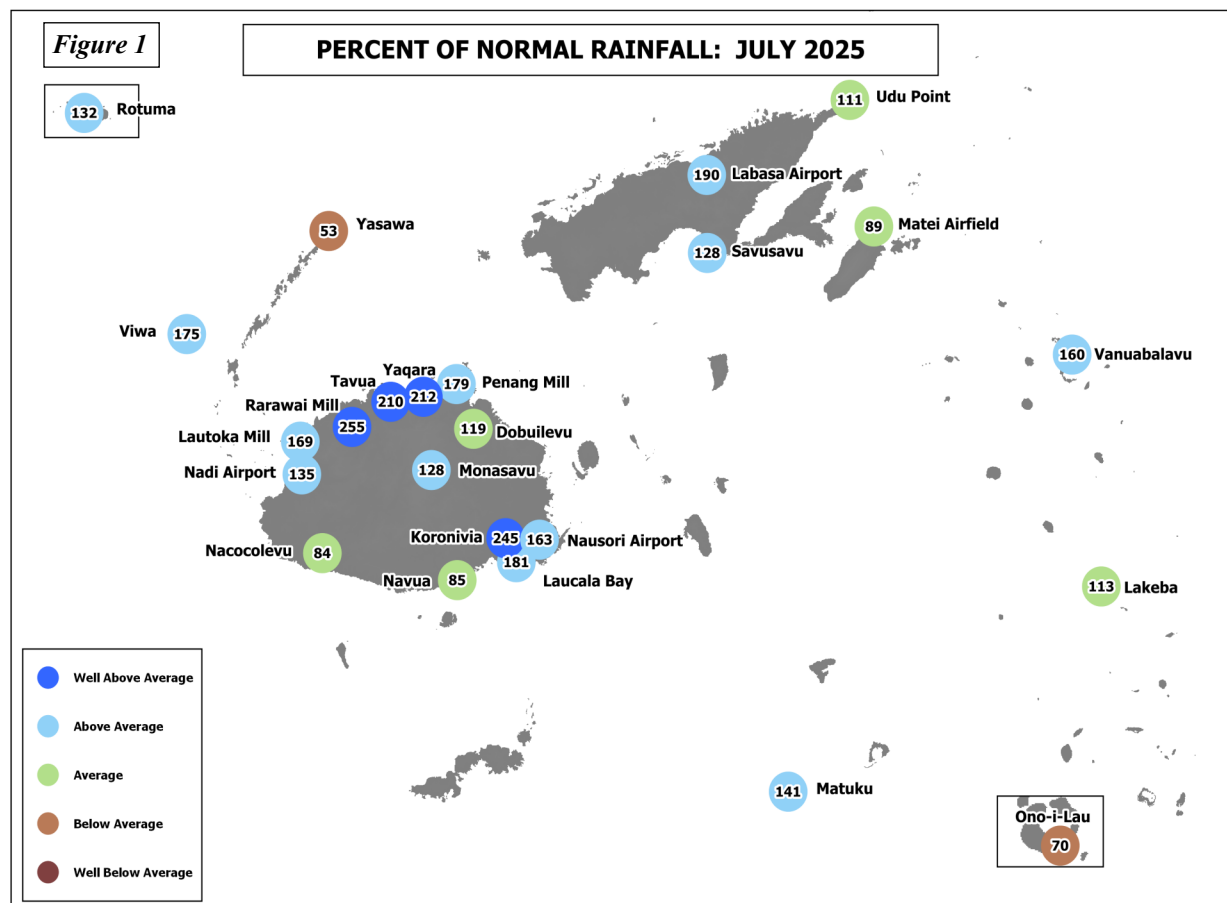 Figure 1
PERCENT OF NORMAL RAINFALL: JULY 2025
132 Rotuma
111 Udu Point
190 Labasa Airport
53 Yasawa
89 Matei Airfield
128 Savusavu
Viwa 175
160 Vanuabalavu
Yaqara 212
179 Penang Mill
Tavua 210
Rarawai Mill 255
119 Dobuilevu
Lautoka Mill 169
Nadi Airport 135
128 Monasavu
Koronivia 245
163 Nausori Airport
Nacocolevu 84
181 Laucala Bay
Navua 85
113 Lakeba
Well Above Average
Above Average
Average
Below Average
Well Below Average
141 Matuku
Ono-i-Lau
70